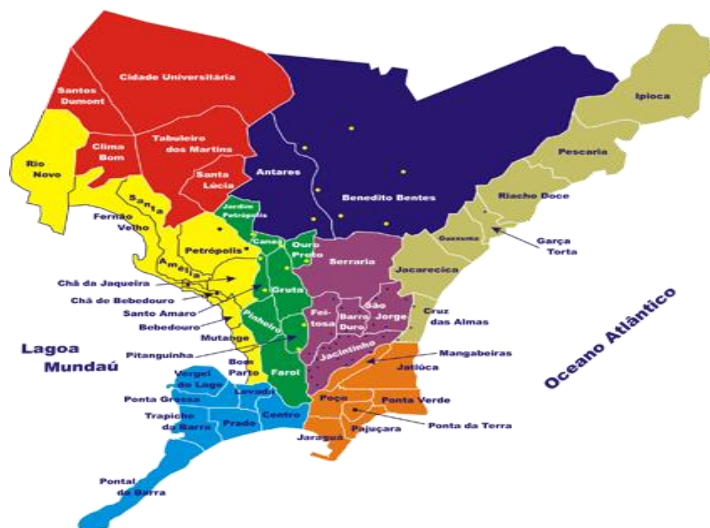 Cidade Universitária
Santos
Dumont
Ipioca
Clima
Bom
Tabuleiro
dos Martins
Rio
Novo
Santa
Lúcia
Antares
Benedito Bentes
Pescaria
Riacho Doce
Santa
Amélia
Fernão
Velho
Jardim
Petrópolis
Canaã
Ouro
Preto
Petrópolis
Serraria
Guaxuma
Garça
Torta
Jacarecica
Chã da Jaqueira
Chã de Bebedouro
Santo Amaro
Bebedouro
Gruta
Pinheiro
Mutange
Pitanguinha
Fei-
tosa
Barro
Duro
São
Jorge
Cruz
das Almas
Jacintinho
Mangabeiras
Jatiúca
Lagoa
Mundaú
Oceano Atlântico
Bom
Parto
Farol
Vergel
do Lago
Levada
Ponta Grossa
Trapiche
da Barra
Prado
Centro
Poço
Ponta Verde
Ponta da Terra
Pajuçara
Jaraguá
Pontal
da Barra